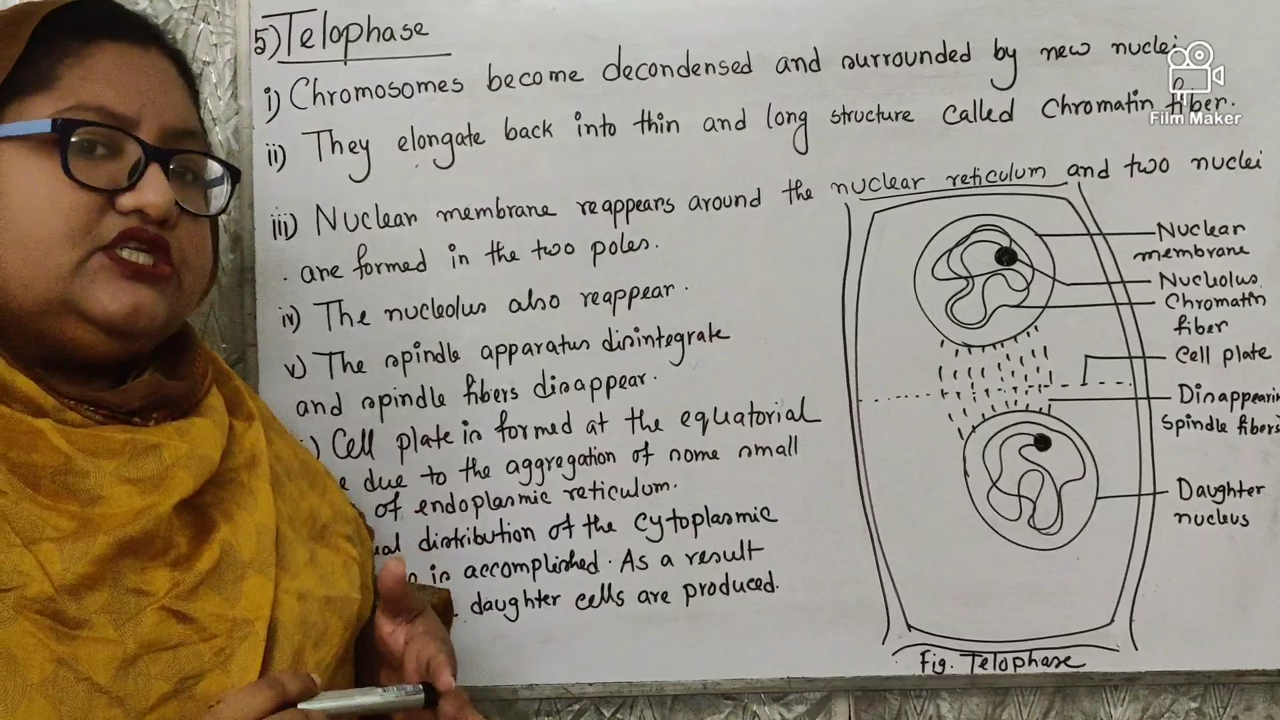 5) Telophase
i) Chromosomes become decondensed and surrounded by new nuclei
ii) They elongate back into thin and long structure called Chromatin fiber.
iii) Nuclear membrane reappears around the nuclear reticulum and two nuclei
are formed in the two poles.
iv) The nucleolus also reappear.
v) The spindle apparatus disintegrate
and spindle fibers disappear.
) Cell plate is formed at the equatorial
due to the aggregation of some small
of endoplasmic reticulum.
distribution of the cytoplasmic
is accomplished. As a result
daughter cells are produced.
Nuclear
membrane
Nucleolus
Chromatin
fiber
Cell plate
Disappearin
Spindle fibers
Daughter
nucleus
Fig. Telophase
Film Maker